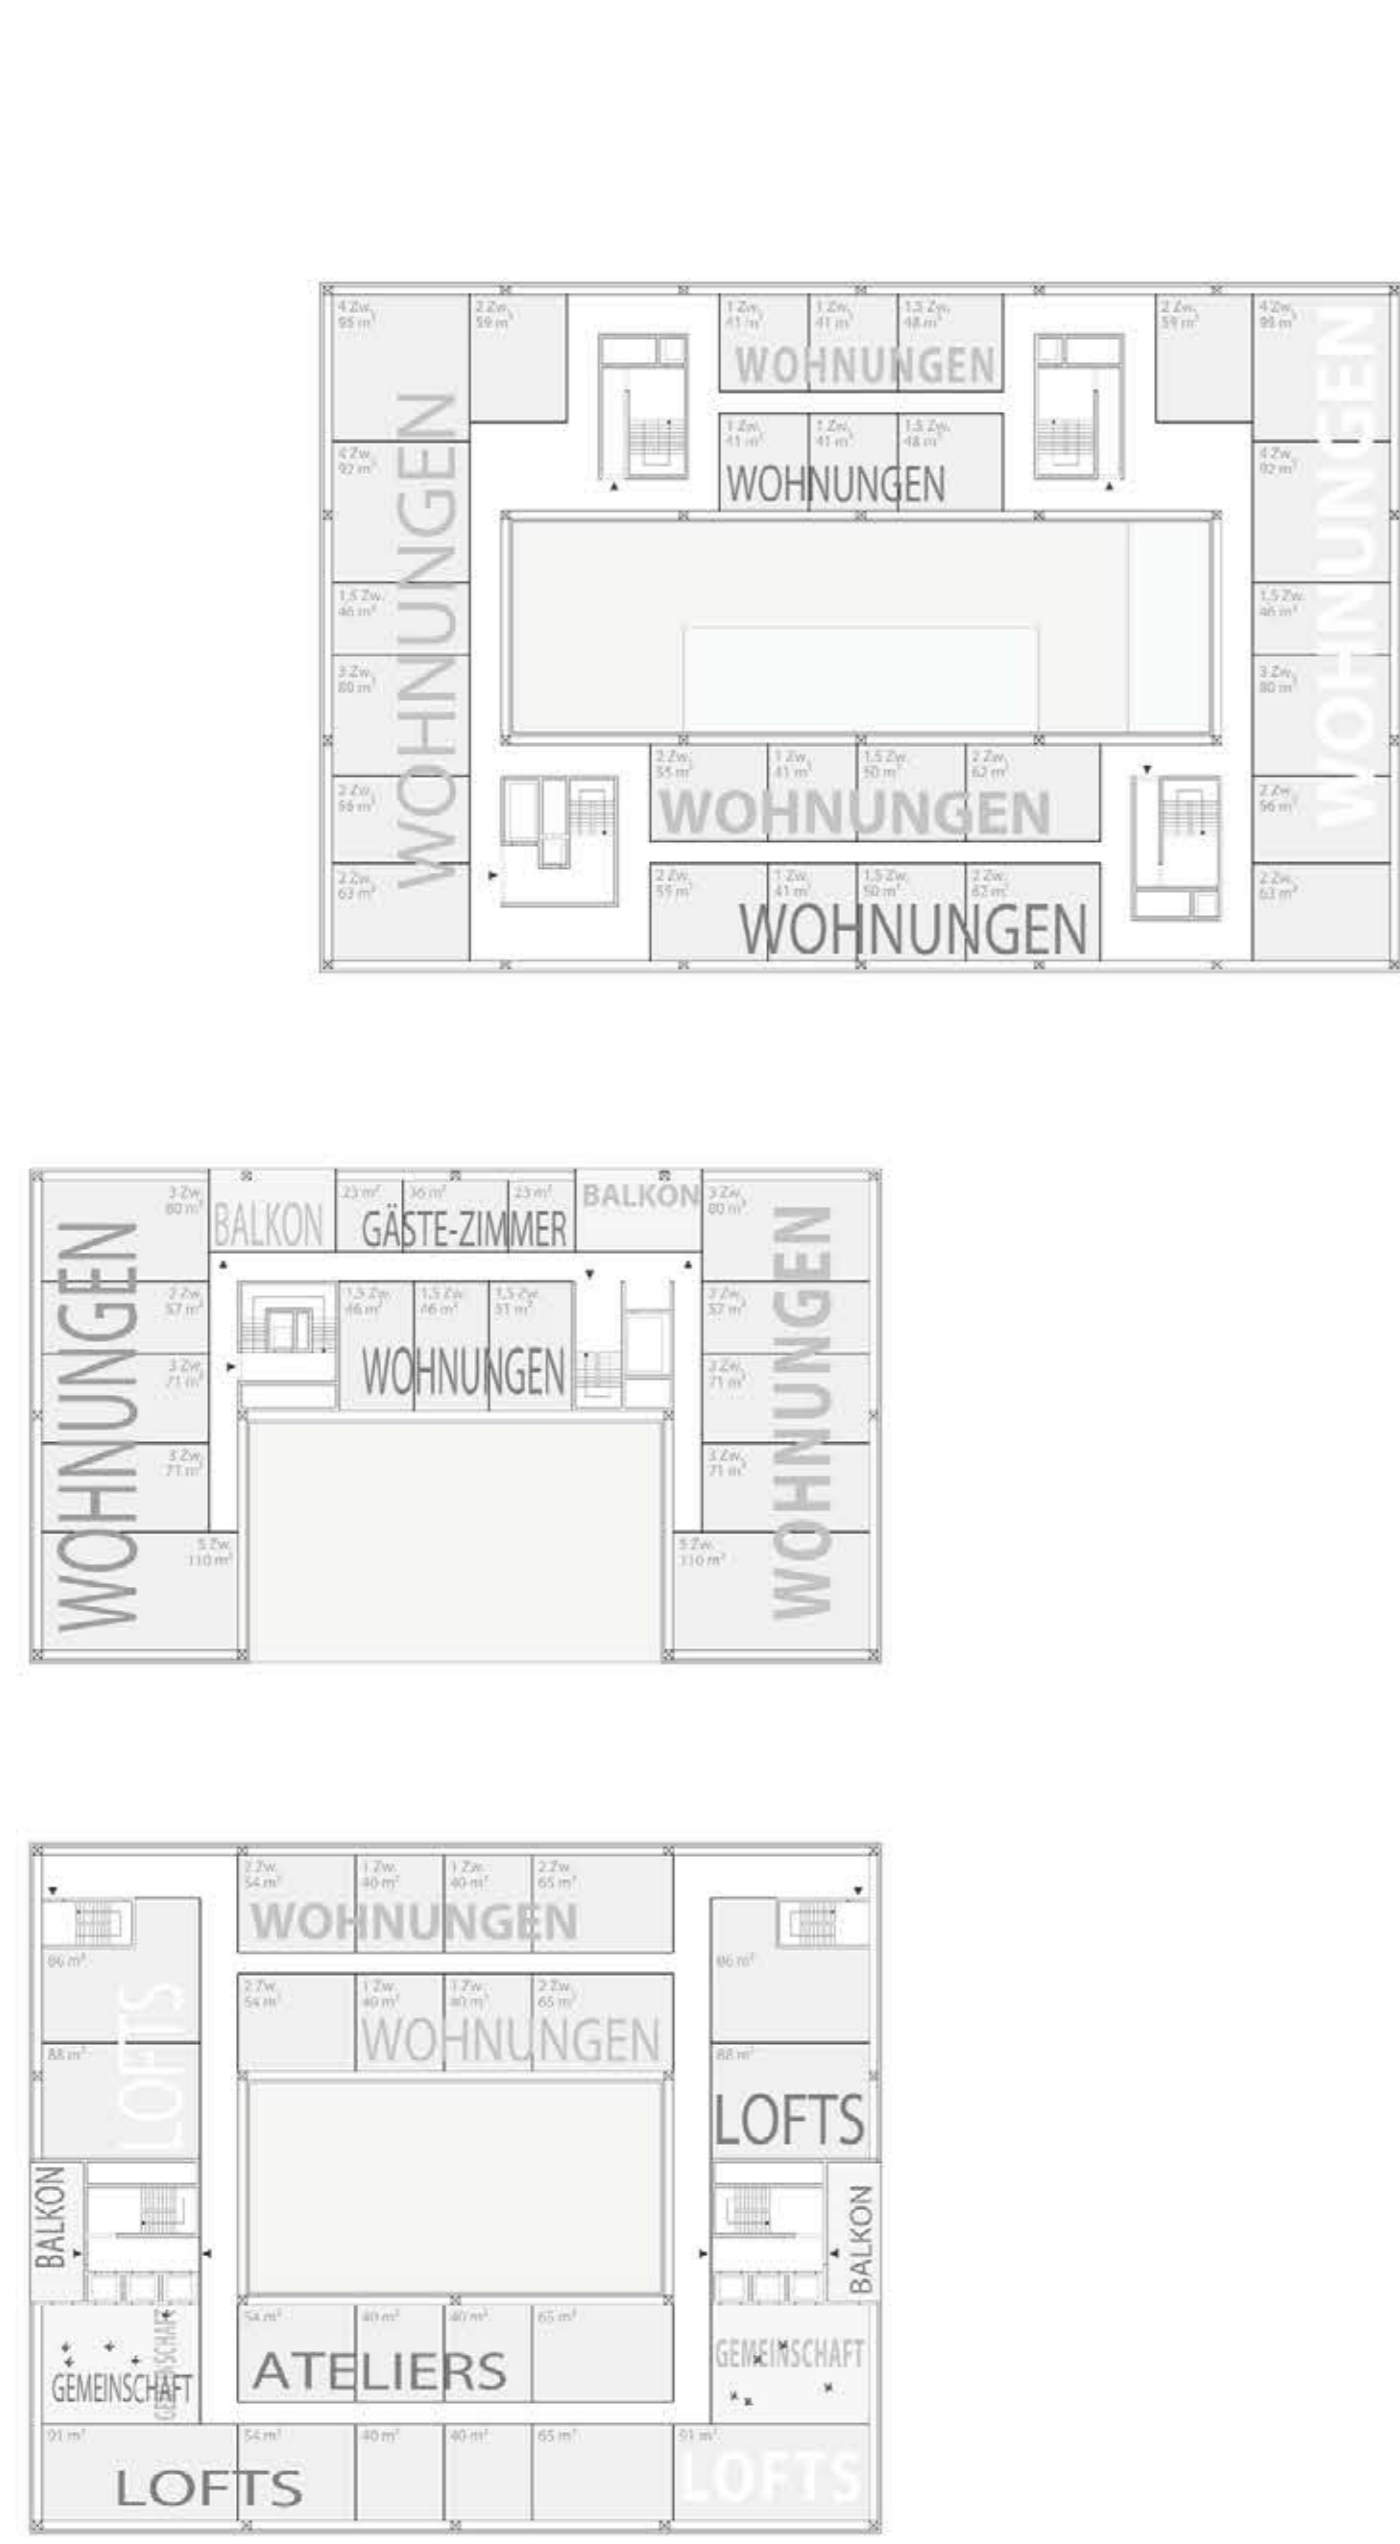 4 Zw.
95 m²
2 Zw.
59 m²
1 Zw.
41 m²
1 Zw.
41 m²
1,5 Zw.
48 m²
2 Zw.
59 m²
4 Zw.
95 m²
WOHNUNGEN
1 Zw.
41 m²
1 Zw.
41 m²
1,5 Zw.
48 m²
WOHNUNGEN
WOHNUNGEN
WOHNUNGEN
4 Zw.
92 m²
4 Zw.
92 m²
1,5 Zw.
46 m²
1,5 Zw.
46 m²
3 Zw.
80 m²
3 Zw.
80 m²
2 Zw.
55 m²
1 Zw.
41 m²
1,5 Zw.
50 m²
2 Zw.
62 m²
WOHNUNGEN
2 Zw.
56 m²
2 Zw.
56 m²
2 Zw.
63 m²
2 Zw.
55 m²
1 Zw.
41 m²
1,5 Zw.
50 m²
2 Zw.
62 m²
2 Zw.
63 m²
WOHNUNGEN
3 Zw.
80 m²
BALKON
23 m²
36 m²
23 m²
GÄSTE-ZIMMER
BALKON
3 Zw.
80 m²
WOHNUNGEN
WOHNUNGEN
2 Zw.
57 m²
1,5 Zw.
46 m²
1,5 Zw.
46 m²
1,5 Zw.
51 m²
2 Zw.
57 m²
WOHNUNGEN
3 Zw.
71 m²
3 Zw.
71 m²
3 Zw.
71 m²
3 Zw.
71 m²
5 Zw.
110 m²
5 Zw.
110 m²
2 Zw.
54 m²
1 Zw.
40 m²
1 Zw.
40 m²
2 Zw.
65 m²
WOHNUNGEN
86 m²
86 m²
2 Zw.
54 m²
1 Zw.
40 m²
1 Zw.
40 m²
2 Zw.
65 m²
WOHNUNGEN
LOFTS
88 m²
88 m²
LOFTS
BALKON
BALKON
54 m²
40 m²
40 m²
65 m²
ATELIERS
GEMEINSCHAFT
GEMEINSCHAFT
GEMEINSCHAFT
91 m²
54 m²
40 m²
40 m²
65 m²
91 m²
LOFTS
LOFTS